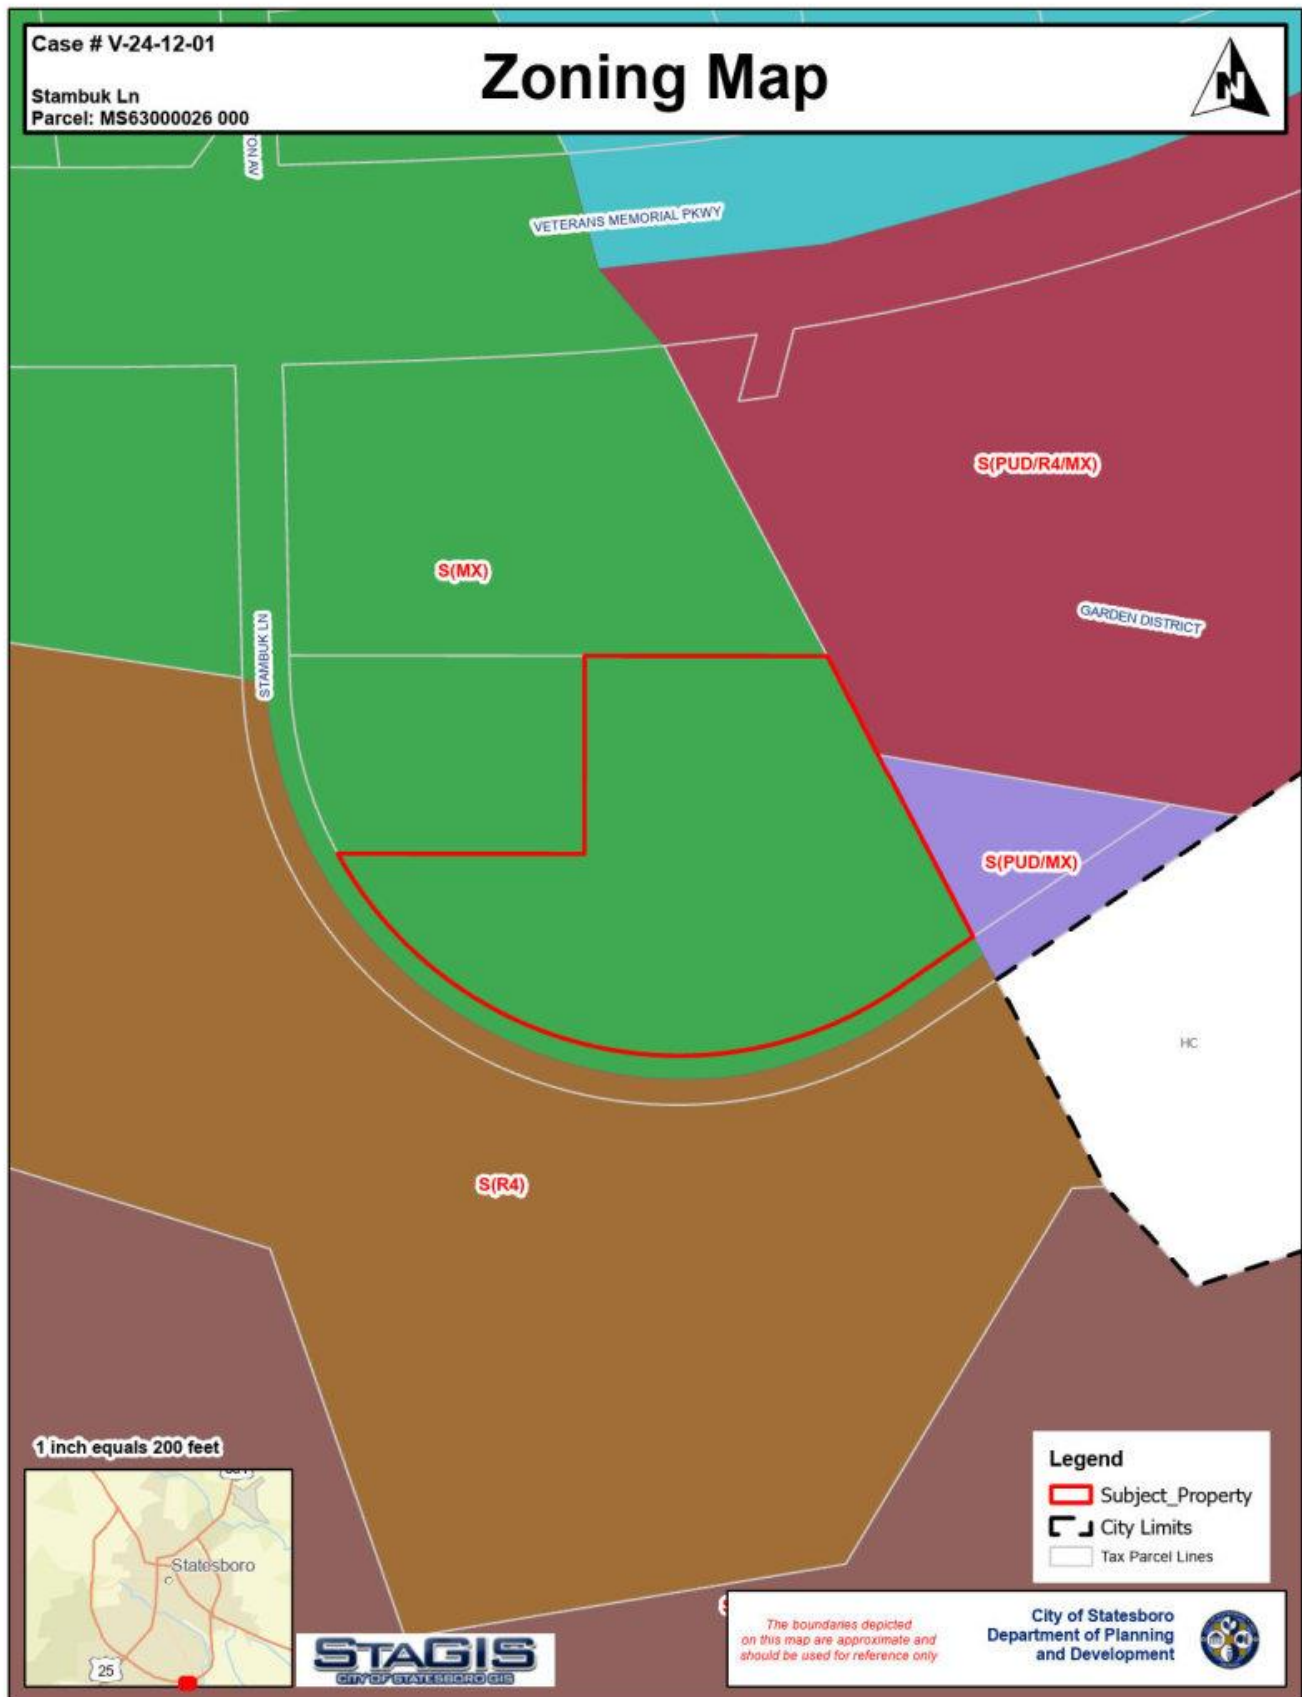 Case # V-24-12-01
Zoning Map
N
Stambuk Ln
Parcel: MS63000026 000
VETERANS MEMORIAL PKWY
S(PUD/R4/MX)
S(MX)
GARDEN DISTRICT
STAMBUK LN
S(PUD/MX)
HC
S(R4)
1 inch equals 200 feet
Statesboro
25
Legend
Subject_Property
City Limits
Tax Parcel Lines
STAGIS
CITY OF STATESBORO GIS
The boundaries depicted
on this map are approximate and
should be used for reference only
City of Statesboro
Department of Planning
and Development